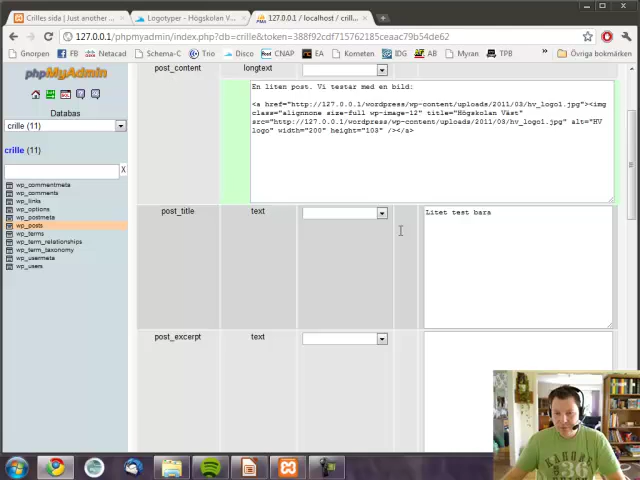 Crilles sida | Just another ...
Logotyper - Högskolan V...
127.0.0.1 / localhost / crille...
127.0.0.1/phpmyadmin/index.php?db=crille&token=388f92cdf715762185ceaac79b54de62
Grenrep
FB
Netacad
Schema-C
Trio
Disco
CNAP
EA
Kometen
IDG
AB
TPS
»
Övriga bokmärken
phpMyAdmin
Databas
crille (11)
crille (11)
X
wp_commentmeta
wp_comments
wp_links
wp_options
wp_postmeta
wp_posts
wp_terms
wp_term_relationships
wp_term_taxonomy
wp_usermeta
wp_users
post_content
longtext
En liten post. Vi testar med en bild:
<a href="http://127.0.0.1/wordpress/wp-content/uploads/2011/03/hv_logo1.jpg"><img
class="alignnone size-full wp-image-12" title="Högskolan Väst"
src="http://127.0.0.1/wordpress/wp-content/uploads/2011/03/hv_logo1.jpg" alt="HV
logo" width="200" height="103" /></a>
post_title
text
Litet test bara
post_excerpt
text